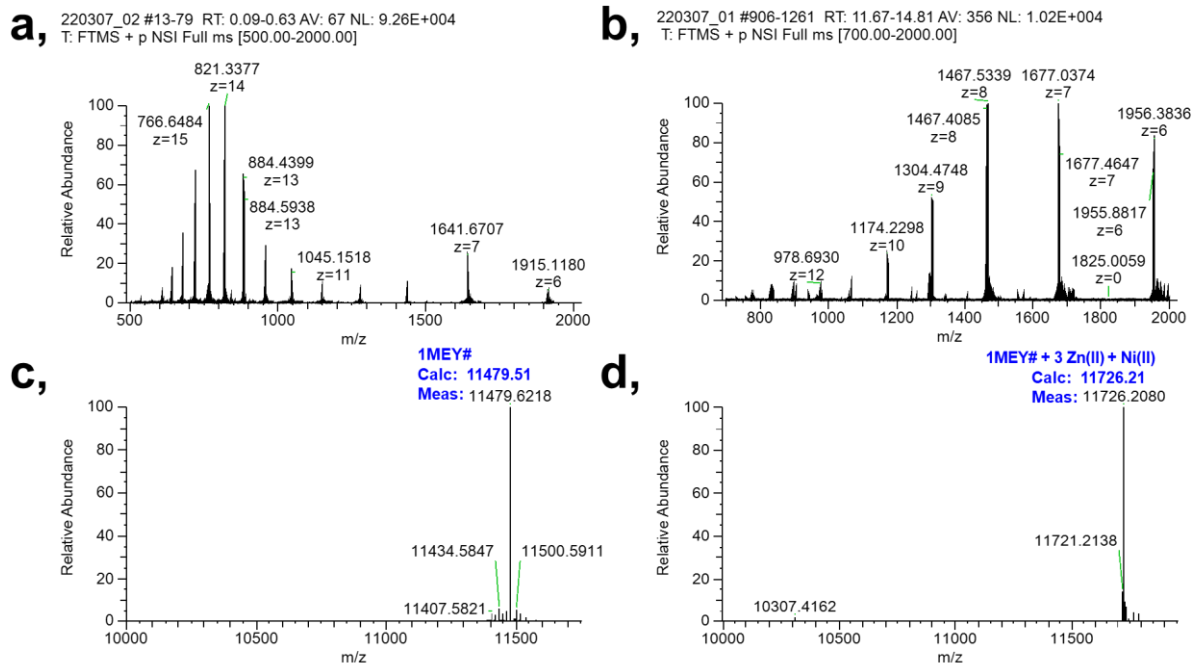 a,
220307_02 #13-79 RT: 0.09-0.63 AV: 67 NL: 9.26E+004
T: FTMS + p NSI Full ms [500.00-2000.00]
821.3377
z=14
766.6484
z=15
884.4399
z=13
884.5938
z=13
1045.1518
z=11
1641.6707
z=7
1915.1180
z=6
100
80
60
40
20
0
Relative Abundance
500
1000
1500
2000
m/z
b,
220307_01 #906-1261 RT: 11.67-14.81 AV: 356 NL: 1.02E+004
T: FTMS + p NSI Full ms [700.00-2000.00]
1467.5339
z=8
1677.0374
z=7
1467.4085
z=8
1956.3836
z=6
1304.4748
z=9
1677.4647
z=7
1174.2298
z=10
1955.8817
z=6
978.6930
z=12
1825.0059
z=0
100
80
60
40
20
0
Relative Abundance
800
1000
1200
1400
1600
1800
2000
m/z
c,
1MEY#
Calc: 11479.51
Meas: 11479.6218
11434.5847
11500.5911
11407.5821
100
80
60
40
20
0
Relative Abundance
10000
10500
11000
11500
m/z
d,
1MEY# + 3 Zn(II) + Ni(II)
Calc: 11726.21
Meas: 11726.2080
11721.2138
10307.4162
100
80
60
40
20
0
Relative Abundance
10000
10500
11000
11500
m/z